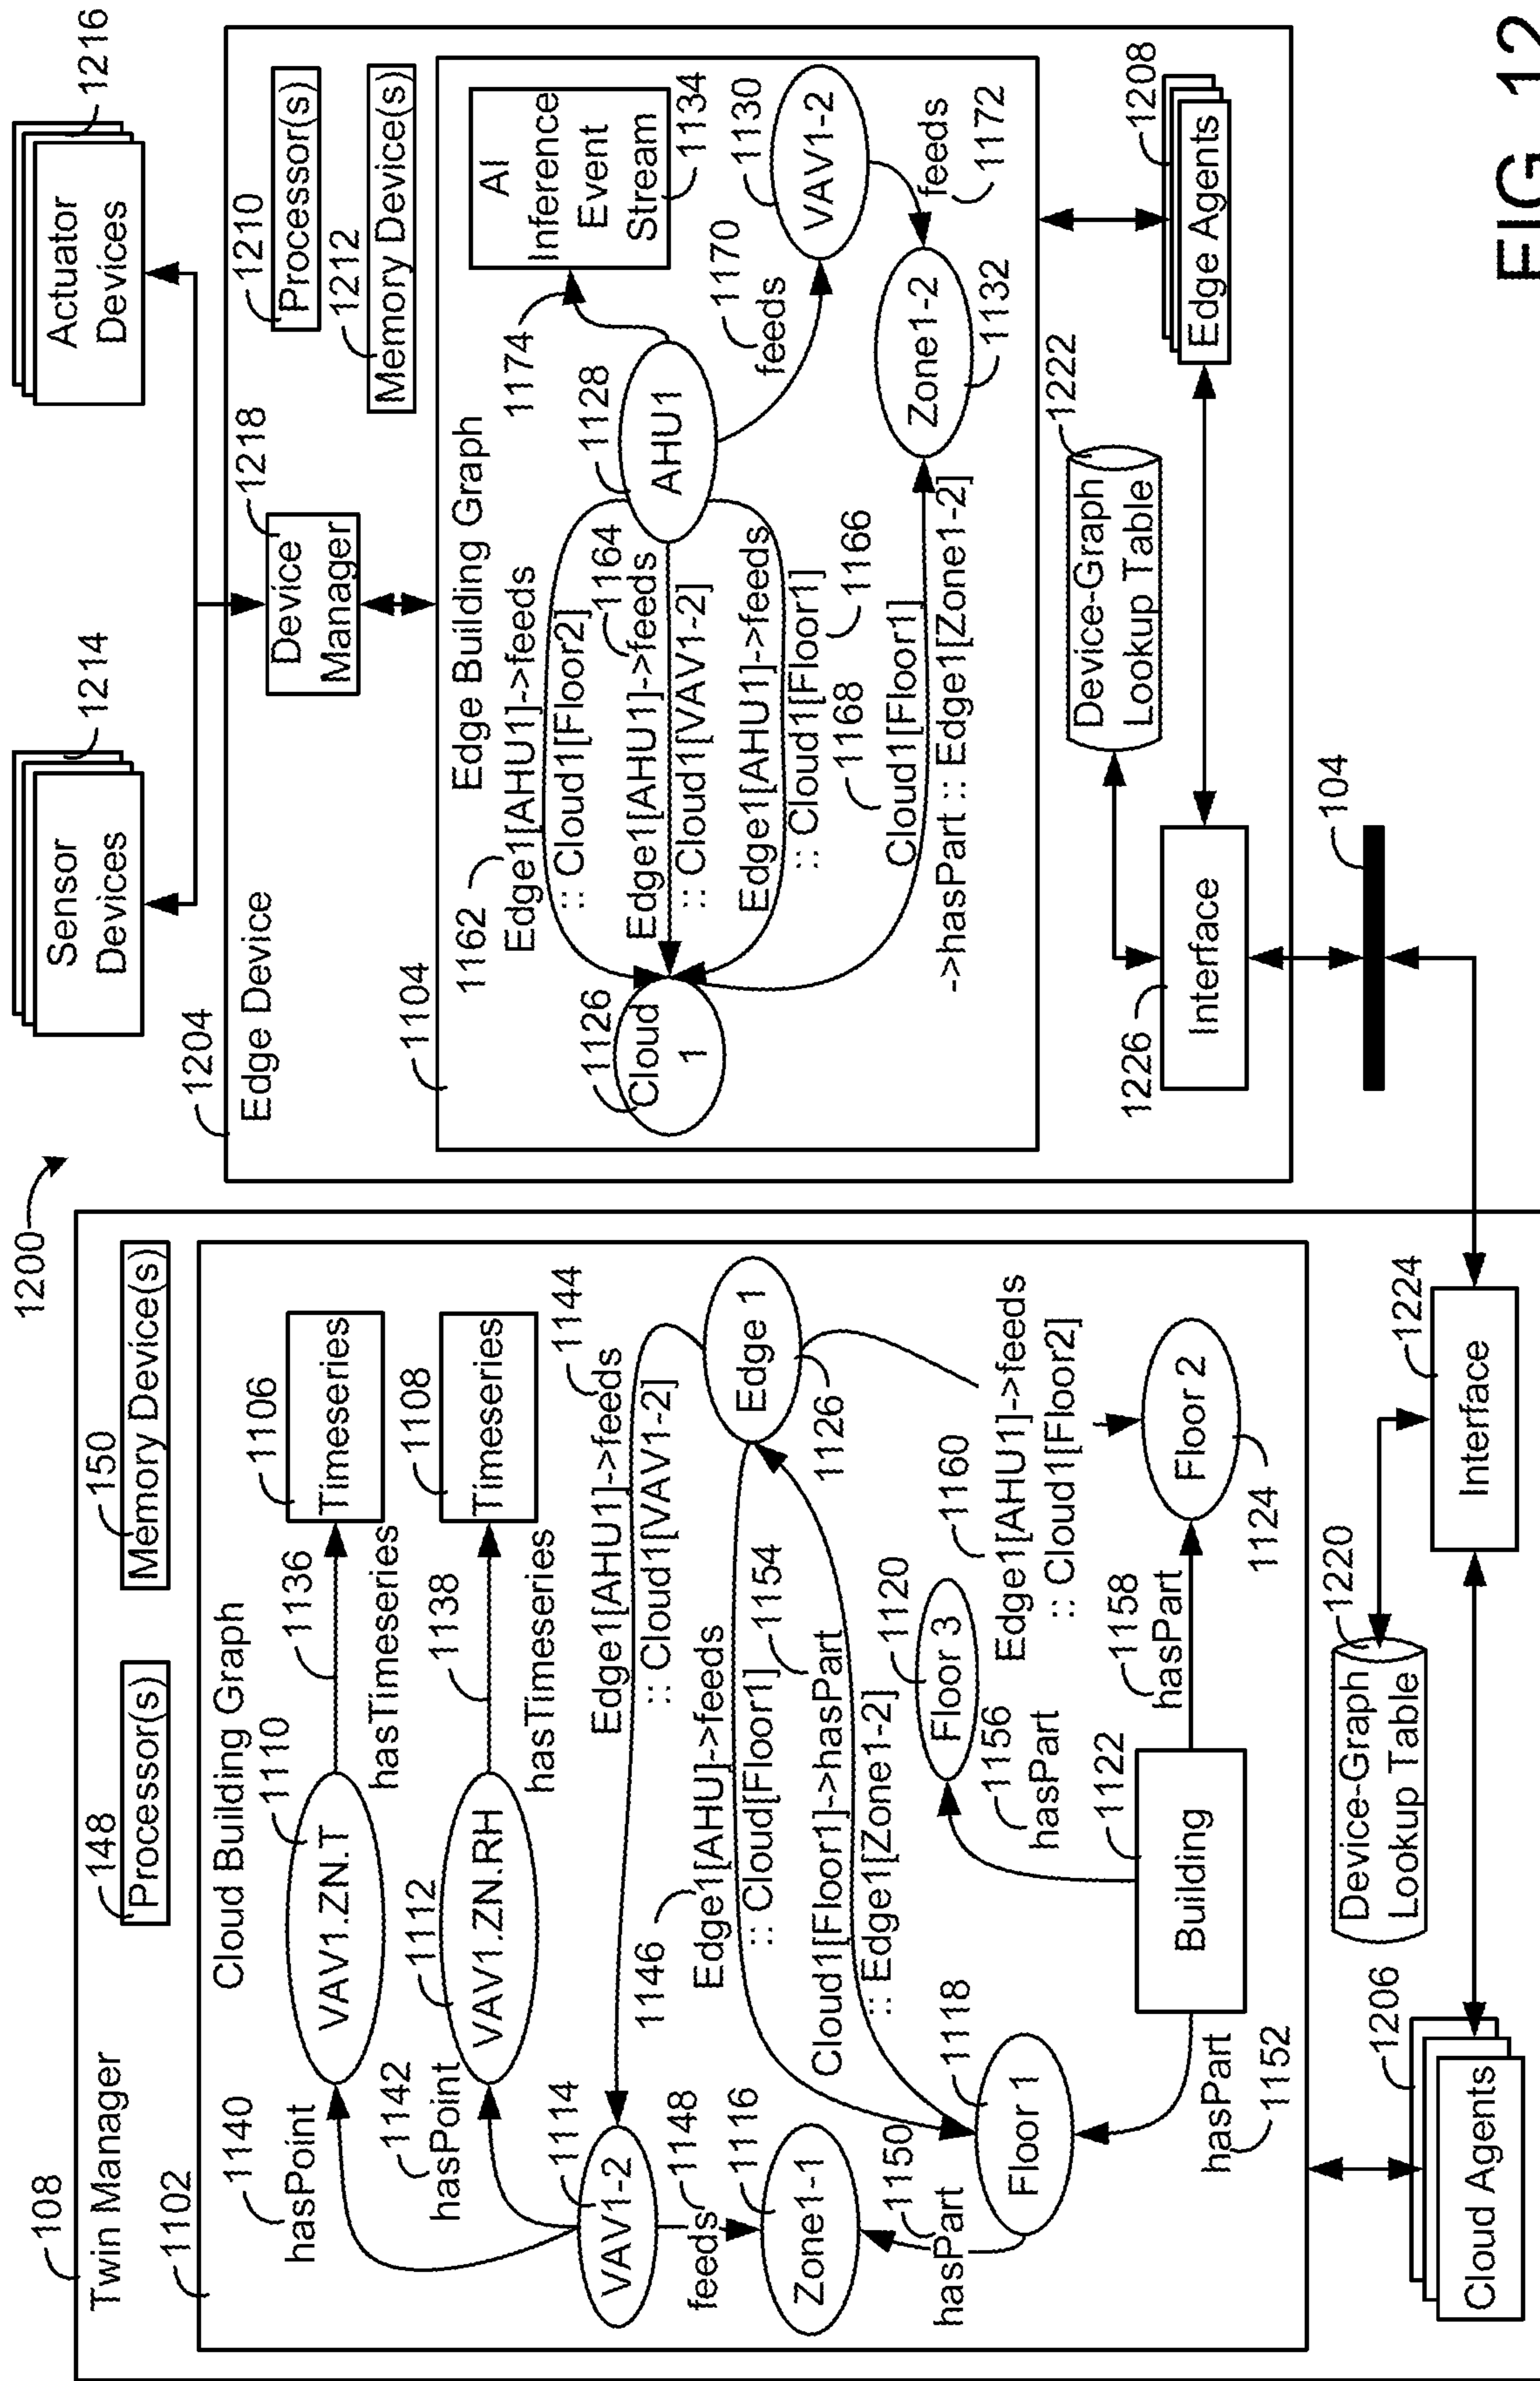 1200
108
Twin Manager
148
Processor(s)
150
Memory Device(s)
1102
Cloud Building Graph
1140
hasPoint
VAV1.ZN.T
1110
1136
hasTimeseries
Timeseries
1106
1142
hasPoint
1112
VAV1.ZN.RH
1138
hasTimeseries
Timeseries
1108
VAV1-2
1114
Edge1[AHU1]->feeds
:: Cloud1[VAV1-2]
1144
feeds
1148
Zone1-1
1116
1146
Edge1[AHU]->feeds
:: Cloud[Floor1]
1154
Cloud1[Floor1]->hasPart
:: Edge1[Zone1-2]
Edge 1
1126
hasPart
1150
Floor 1
1118
Floor 3
1120
1156
hasPart
1160
Edge1[AHU1]->feeds
:: Cloud1[Floor2]
Building
1122
1158
hasPart
Floor 2
1124
hasPart
1152
Cloud Agents
1206
Device-Graph
Lookup Table
1220
Interface
1224
Sensor
Devices
1214
Actuator
Devices
1216
1204
Edge Device
Device
Manager
1218
1210
Processor(s)
1212
Memory Device(s)
1104
Edge Building Graph
1162
Edge1[AHU1]->feeds
:: Cloud1[Floor2]
1164
Edge1[AHU1]->feeds
:: Cloud1[VAV1-2]
Edge1[AHU1]->feeds
:: Cloud1[Floor1]
1166
1168
Cloud1[Floor1]
->hasPart :: Edge1[Zone1-2]
1126
Cloud
1
1128
AHU1
1174
AI
Inference
Event
Stream
1134
1170
feeds
VAV1-2
1130
feeds
1172
Zone1-2
1132
Device-Graph
Lookup Table
1222
Edge Agents
1208
1226
Interface
104
FIG. 12